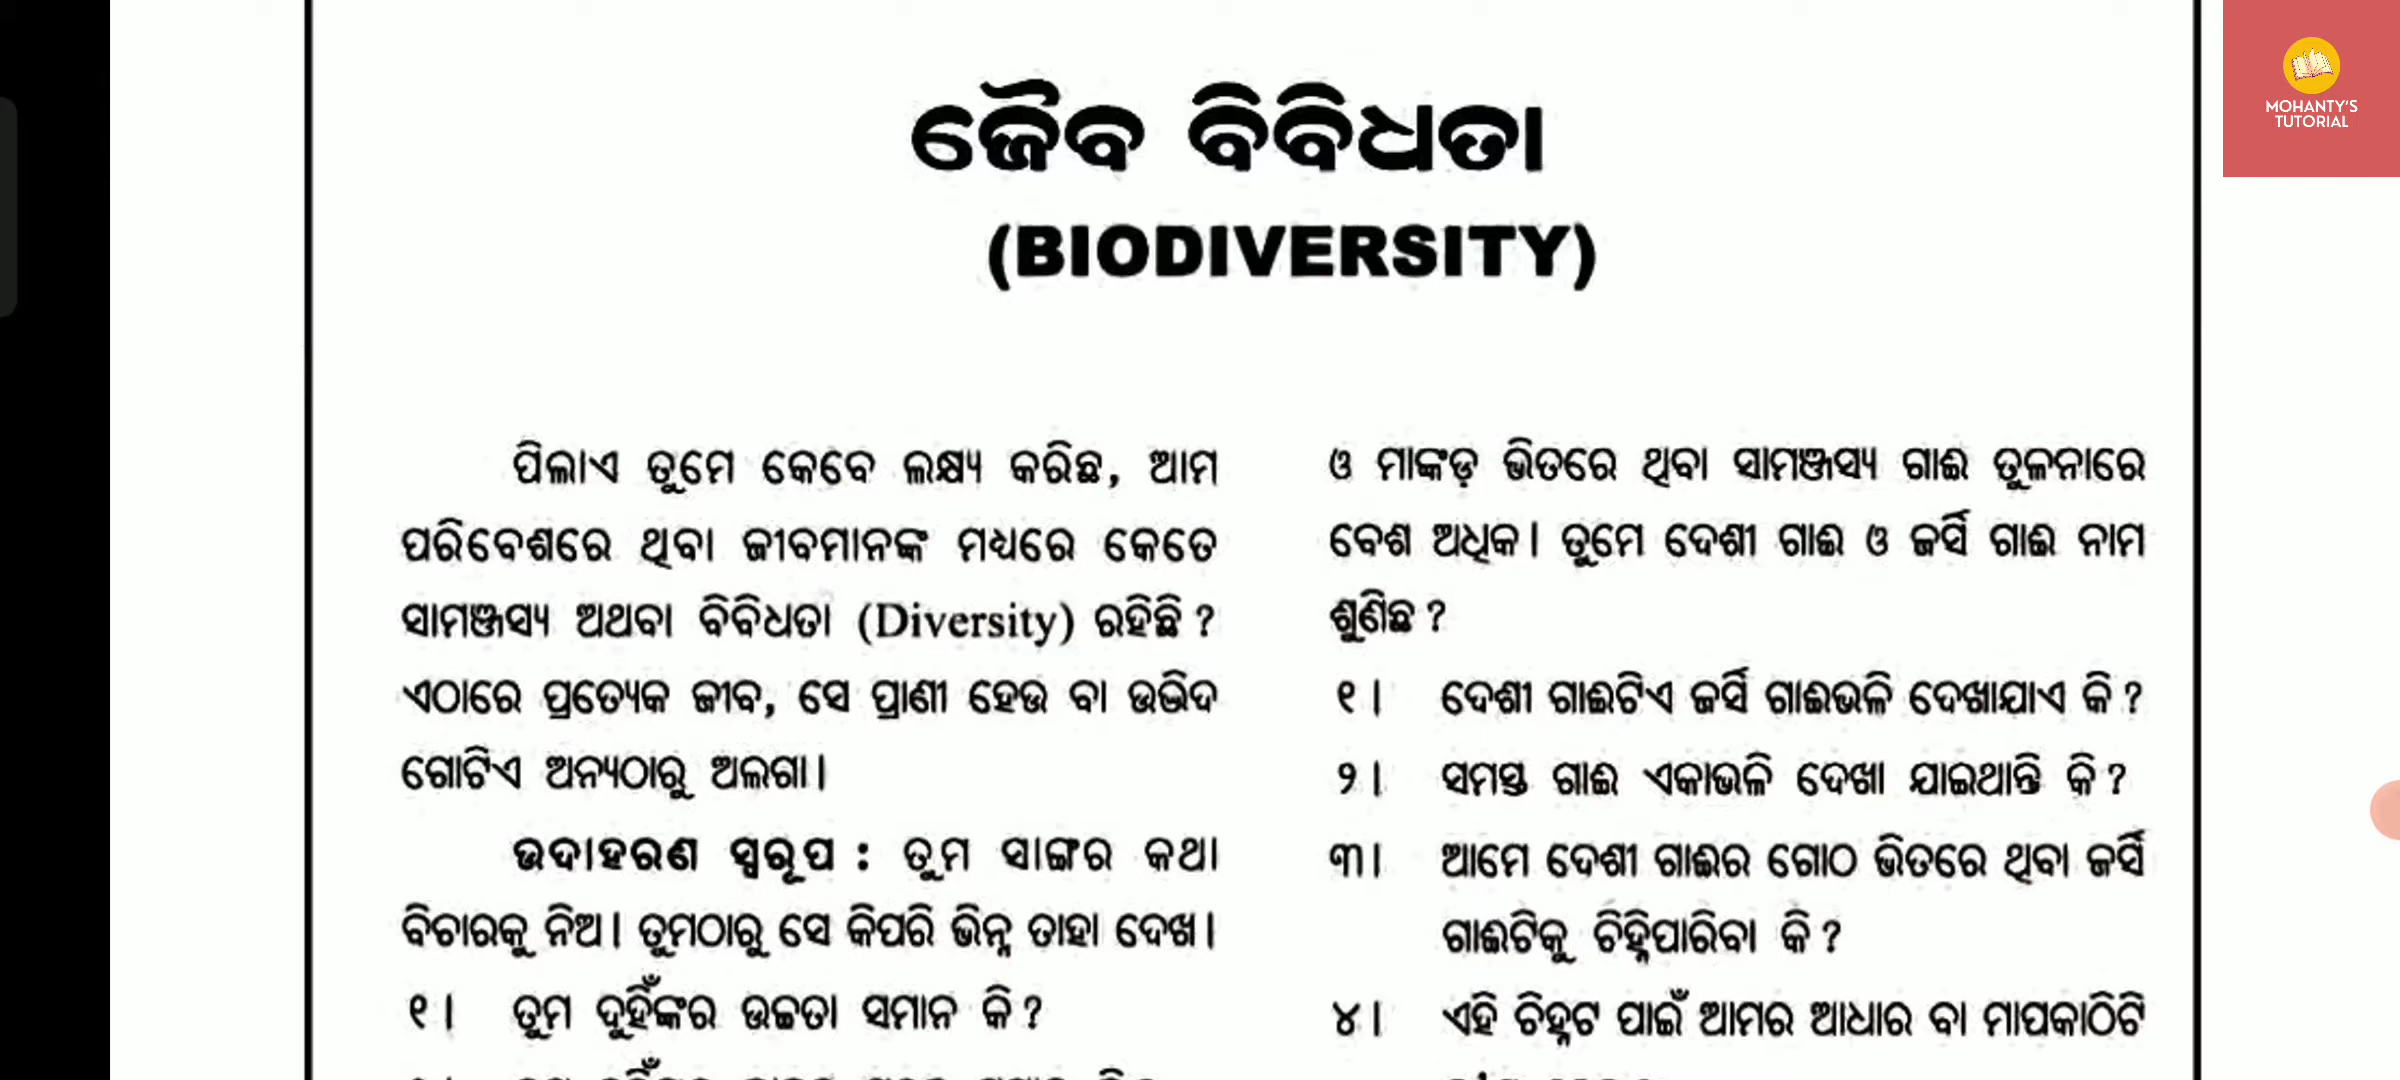 ଜୈବ ବିବିଧତା
(BIODIVERSITY)
MOHANTY'S
TUTORIAL
ପିଲାଏ ତୁମେ କେବେ ଲକ୍ଷ୍ୟ କରିଛ, ଆମ
ପରିବେଶରେ ଥିବା ଜୀବମାନଙ୍କ ମଧ୍ୟରେ କେତେ
ସାମଞ୍ଜସ୍ୟ ଅଥବା ବିବିଧତା (Diversity) ରହିଛି ?
ଏଠାରେ ପ୍ରତ୍ୟେକ ଜୀବ, ସେ ପ୍ରାଣୀ ହେଉ ବା ଉଦ୍ଭିଦ
ଗୋଟିଏ ଅନ୍ୟଠାରୁ ଅଲଗା।
ଉଦାହରଣ ସ୍ୱରୂପ : ତୁମ ସାଙ୍ଗର କଥା
ବିଚାରକୁ ନିଅ। ତୁମଠାରୁ ସେ କିପରି ଭିନ୍ନ ତାହା ଦେଖ।
୧। ତୁମ ଦୁହିଁଙ୍କର ଉଚ୍ଚତା ସମାନ କି ?
ଓ ମାଙ୍କଡ଼ ଭିତରେ ଥିବା ସାମଞ୍ଜସ୍ୟ ଗାଈ ତୁଳନାରେ
ବେଶ ଅଧିକ। ତୁମେ ଦେଶୀ ଗାଈ ଓ ଜର୍ସି ଗାଈ ନାମ
ଶୁଣିଛ ?
୧। ଦେଶୀ ଗାଈଟିଏ ଜର୍ସି ଗାଈଭଳି ଦେଖାଯାଏ କି ?
୨। ସମସ୍ତ ଗାଈ ଏକାଭଳି ଦେଖା ଯାଇଥାନ୍ତି କି ?
୩। ଆମେ ଦେଶୀ ଗାଈର ଗୋଠ ଭିତରେ ଥିବା ଜର୍ସି
ଗାଈଟିକୁ ଚିହ୍ନିପାରିବା କି ?
୪। ଏହି ଚିହ୍ନଟ ପାଇଁ ଆମର ଆଧାର ବା ମାପକାଠିଟି